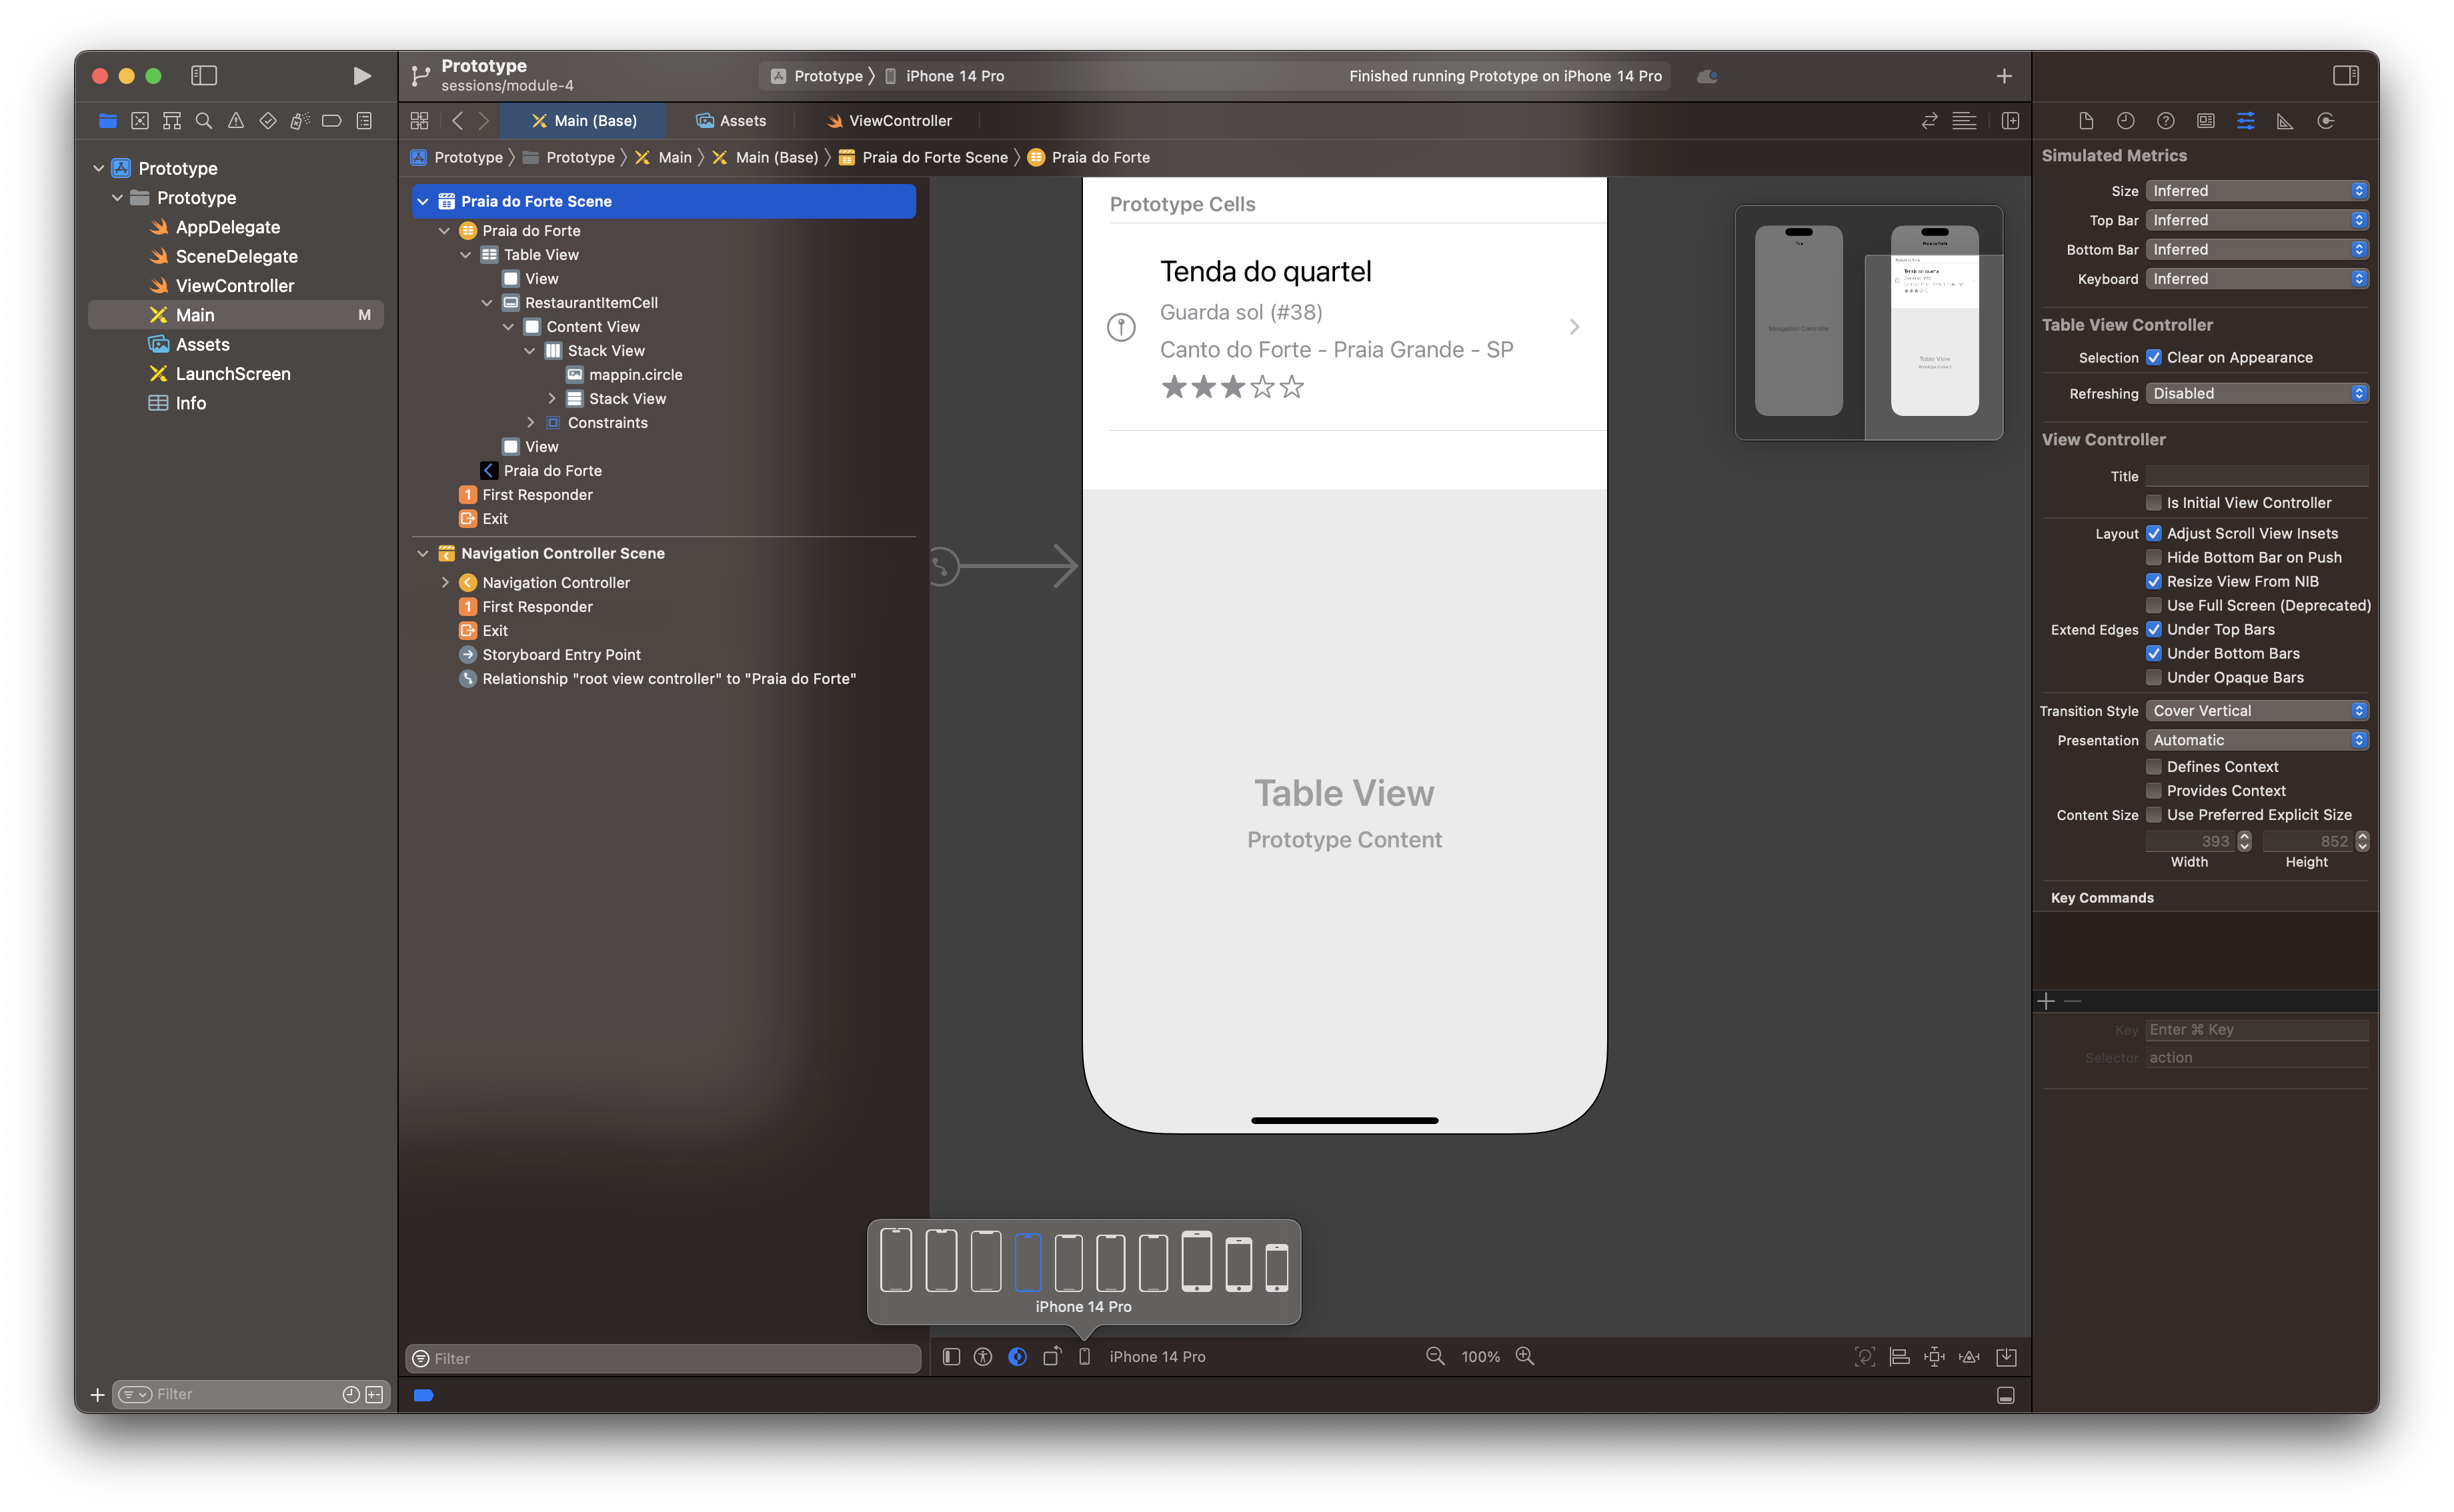 Prototype
sessions/module-4
Prototype
iPhone 14 Pro
Finished running Prototype on iPhone 14 Pro
Main (Base)
Assets
ViewController
Prototype
Prototype
Main
Main (Base)
Praia do Forte Scene
Praia do Forte
Prototype
Prototype
AppDelegate
SceneDelegate
ViewController
Main M
Assets
LaunchScreen
Info
Filter
Praia do Forte Scene
Praia do Forte
Table View
View
RestaurantItemCell
Content View
Stack View
mappin.circle
Stack View
Constraints
View
Praia do Forte
1 First Responder
Exit
Navigation Controller Scene
Navigation Controller
1 First Responder
Exit
Storyboard Entry Point
Relationship "root view controller" to "Praia do Forte"
Filter
Prototype Cells
Tenda do quartel
Guarda sol (#38)
Canto do Forte - Praia Grande - SP
Table View
Prototype Content
Navigation Controller
Table View
iPhone 14 Pro
iPhone 14 Pro
100%
Simulated Metrics
Size Inferred
Top Bar Inferred
Bottom Bar Inferred
Keyboard Inferred
Table View Controller
Selection Clear on Appearance
Refreshing Disabled
View Controller
Title
Is Initial View Controller
Layout Adjust Scroll View Insets
Hide Bottom Bar on Push
Resize View From NIB
Use Full Screen (Deprecated)
Extend Edges Under Top Bars
Under Bottom Bars
Under Opaque Bars
Transition Style Cover Vertical
Presentation Automatic
Defines Context
Provides Context
Content Size Use Preferred Explicit Size
393 852
Width Height
Key Commands
Key Enter ⌘ Key
Selector action